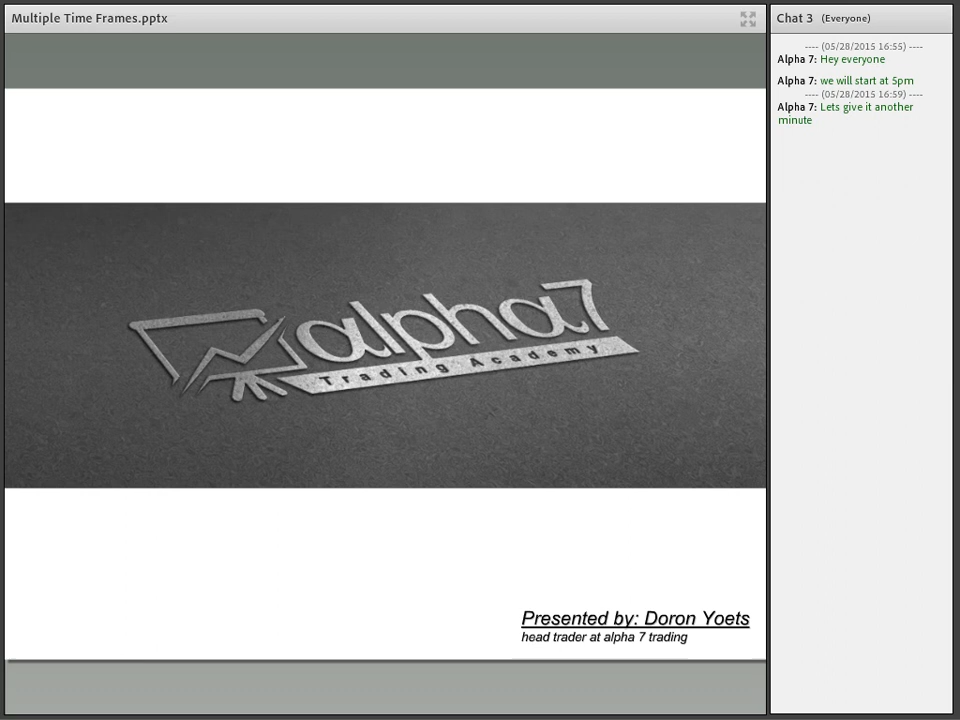 Multiple Time Frames.pptx
alpha7
Trading Academy
Presented by: Doron Yoets
head trader at alpha 7 trading
Chat 3 (Everyone)
---- (05/28/2015 16:55) ----
Alpha 7: Hey everyone
Alpha 7: we will start at 5pm
---- (05/28/2015 16:59) ----
Alpha 7: Lets give it another
minute